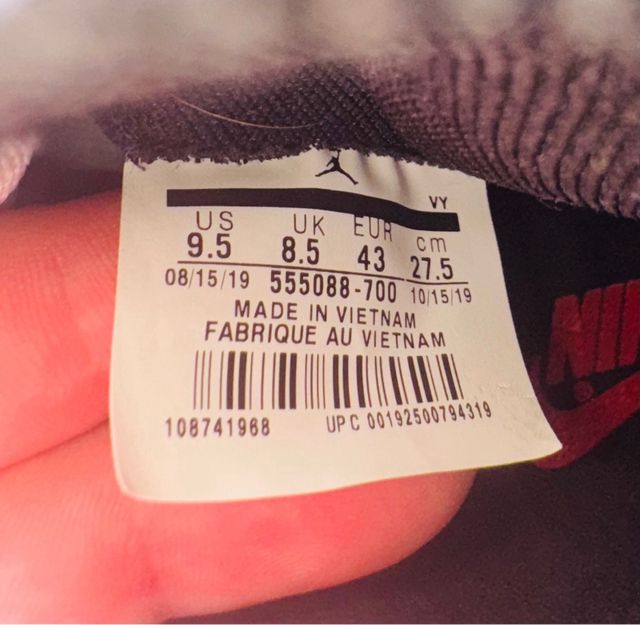 VY
US UK EUR cm
9.5 8.5 43 27.5
08/15/19 555088-700 10/15/19
MADE IN VIETNAM
FABRIQUE AU VIETNAM
108741968 UPC 00192500794319